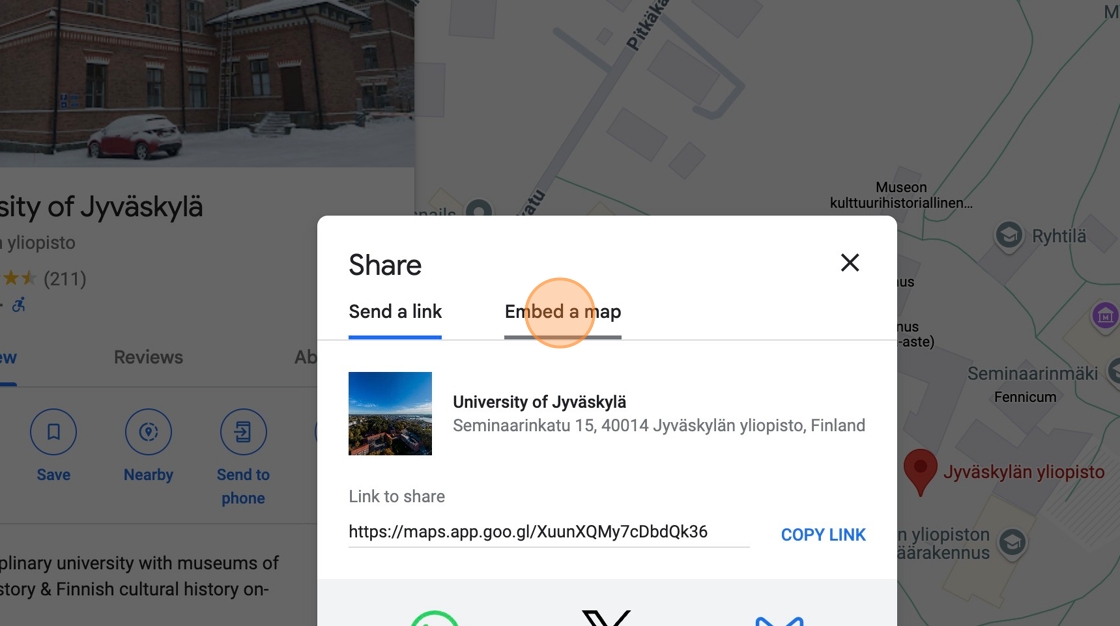 Pitkäka
M
Museon
kulttuurihistoriallinen...
Ryhtilä
nails
vatu
sity of Jyväskylä
n yliopisto
(211)
ew
Reviews
Ab
Save
Nearby
Send to
phone
plinary university with museums of
story & Finnish cultural history on-
Share
Send a link
Embed a map
University of Jyväskylä
Seminaarinkatu 15, 40014 Jyväskylän yliopisto, Finland
Link to share
https://maps.app.goo.gl/XuunXQMy7cDbdQk36
COPY LINK
aus
nus
-aste)
Seminaarinmäki
Fennicum
Jyväskylän yliopisto
n yliopiston
äärakennus